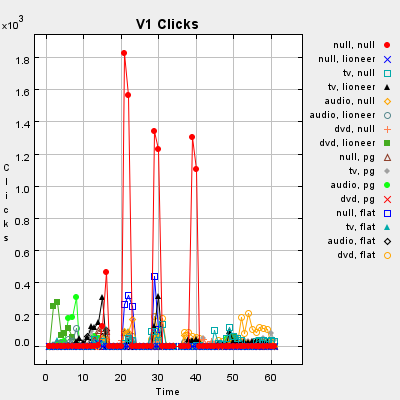 V1 Clicks
×10³
1.8
1.6
1.4
1.2
1.0
0.8
0.6
0.4
0.2
0.0
Clicks
0 10 20 30 40 50 60
Time
null, null
null, lioneer
tv, null
tv, lioneer
audio, null
audio, lioneer
dvd, null
dvd, lioneer
null, pg
tv, pg
audio, pg
dvd, pg
null, flat
tv, flat
audio, flat
dvd, flat